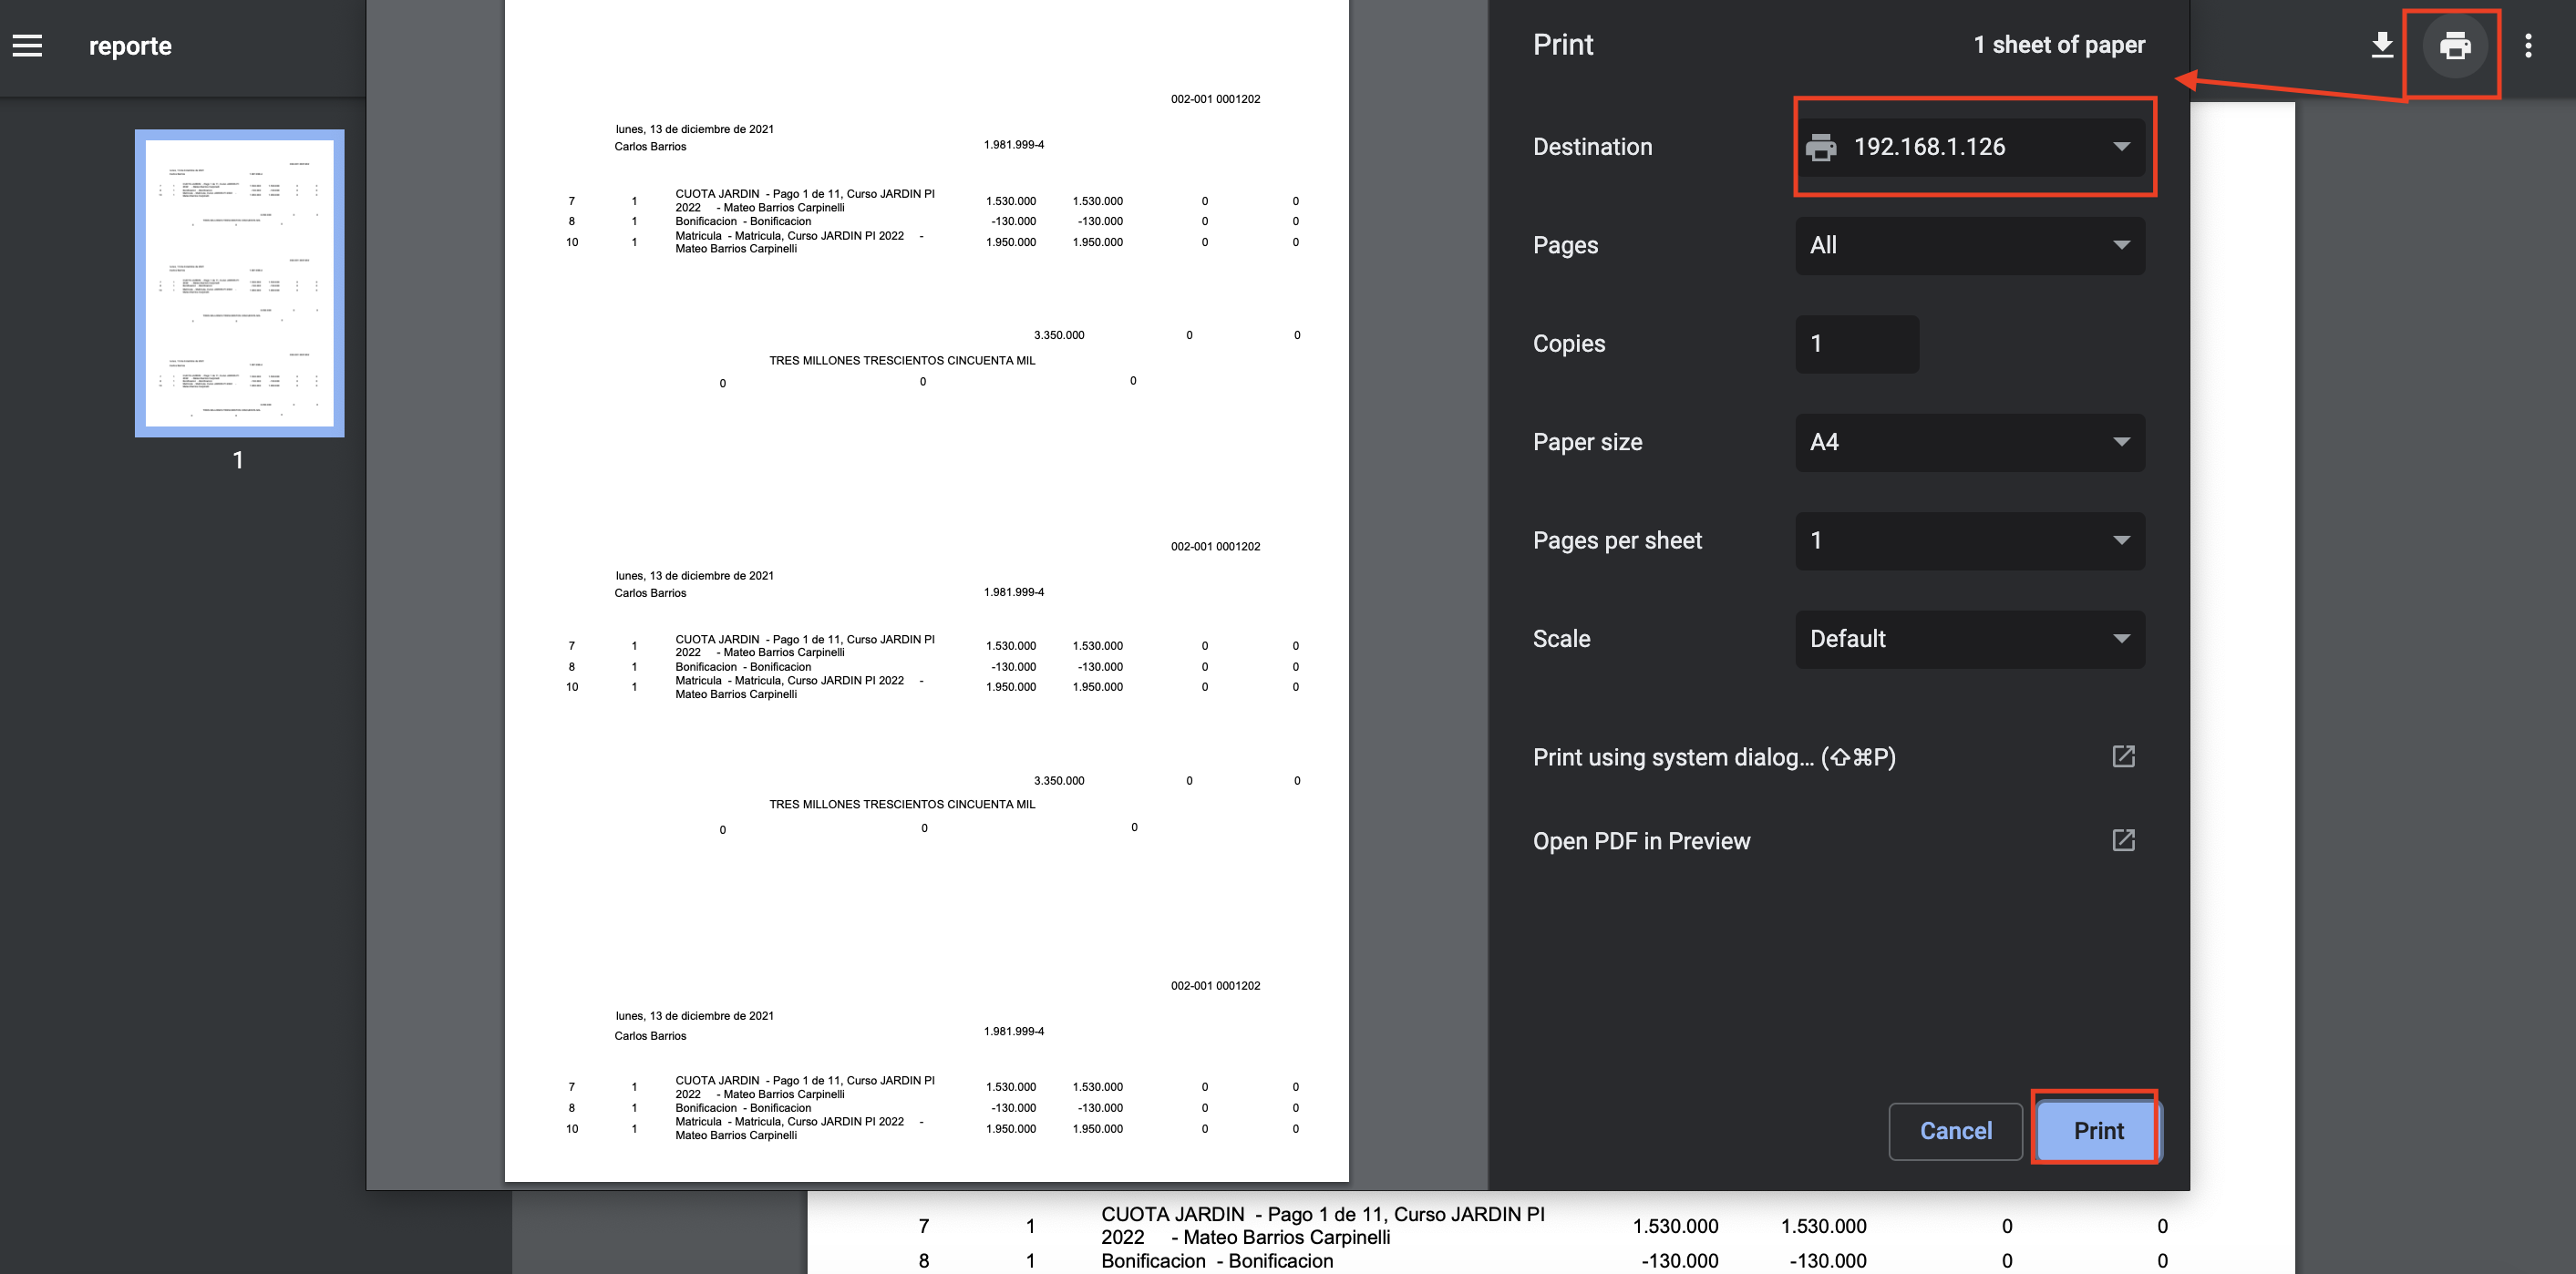 reporte
1
002-001 0001202
lunes, 13 de diciembre de 2021
Carlos Barrios 1.981.999-4
7 1 CUOTA JARDIN - Pago 1 de 11, Curso JARDIN PI 1.530.000 1.530.000 0 0
2022 - Mateo Barrios Carpinelli
8 1 Bonificacion - Bonificacion -130.000 -130.000 0 0
10 1 Matricula - Matricula, Curso JARDIN PI 2022 - 1.950.000 1.950.000 0 0
Mateo Barrios Carpinelli
3.350.000 0 0
TRES MILLONES TRESCIENTOS CINCUENTA MIL
0 0 0
002-001 0001202
lunes, 13 de diciembre de 2021
Carlos Barrios 1.981.999-4
7 1 CUOTA JARDIN - Pago 1 de 11, Curso JARDIN PI 1.530.000 1.530.000 0 0
2022 - Mateo Barrios Carpinelli
8 1 Bonificacion - Bonificacion -130.000 -130.000 0 0
10 1 Matricula - Matricula, Curso JARDIN PI 2022 - 1.950.000 1.950.000 0 0
Mateo Barrios Carpinelli
3.350.000 0 0
TRES MILLONES TRESCIENTOS CINCUENTA MIL
0 0 0
002-001 0001202
lunes, 13 de diciembre de 2021
Carlos Barrios 1.981.999-4
7 1 CUOTA JARDIN - Pago 1 de 11, Curso JARDIN PI 1.530.000 1.530.000 0 0
2022 - Mateo Barrios Carpinelli
8 1 Bonificacion - Bonificacion -130.000 -130.000 0 0
10 1 Matricula - Matricula, Curso JARDIN PI 2022 - 1.950.000 1.950.000 0 0
Mateo Barrios Carpinelli
Print 1 sheet of paper
Destination 192.168.1.126
Pages All
Copies 1
Paper size A4
Pages per sheet 1
Scale Default
Print using system dialog... (⇧⌘P)
Open PDF in Preview
Cancel Print
7 1 CUOTA JARDIN - Pago 1 de 11, Curso JARDIN PI 1.530.000 1.530.000 0 0
2022 - Mateo Barrios Carpinelli
8 1 Bonificacion - Bonificacion -130.000 -130.000 0 0